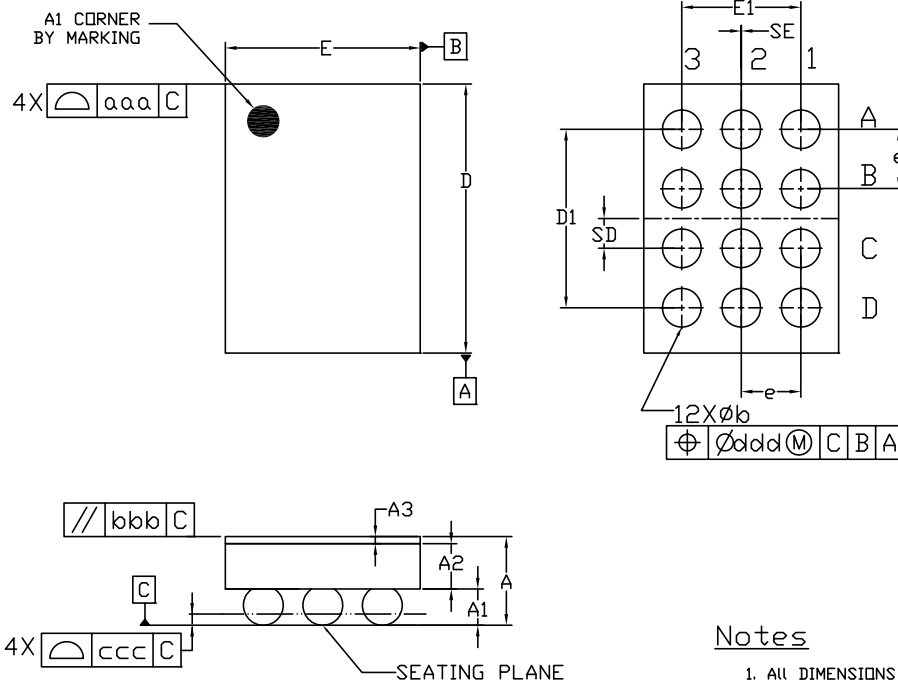 A1 CORNER
BY MARKING
E
B
4X aaa C
D
A
E1
SE
3 2 1
A
B
C
D
e
D1
SD
e
12XØb
Øddd Ⓜ C B A
// bbb C
A3
A2
A
A1
C
4X ccc C
SEATING PLANE
Notes
1. All DIMENSIONS